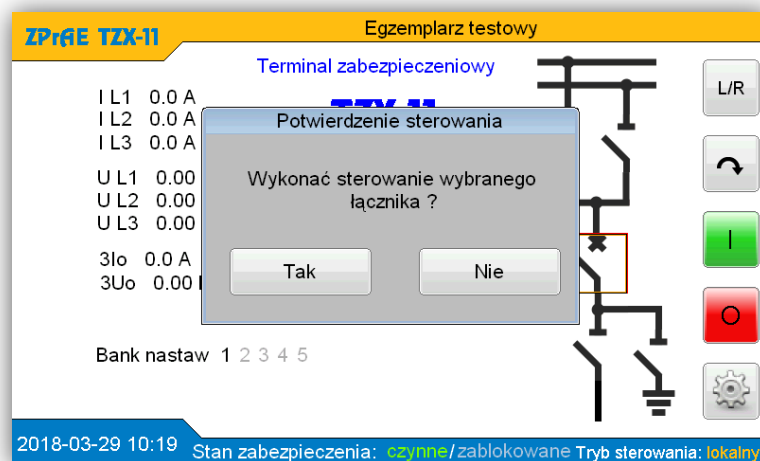 ZPrAE TZX-11
Egzemplarz testowy
Terminal zabezpieczeniowy
TZX-11
I L1 0.0 A
I L2 0.0 A
I L3 0.0 A
U L1 0.00
U L2 0.00
U L3 0.00
3Io 0.0 A
3Uo 0.00
Potwierdzenie sterowania
Wykonać sterowanie wybranego
łącznika ?
Tak Nie
Bank nastaw 1 2 3 4 5
L/R
I
O
2018-03-29 10:19 Stan zabezpieczenia: czynne/zablokowane Tryb sterowania: lokalny